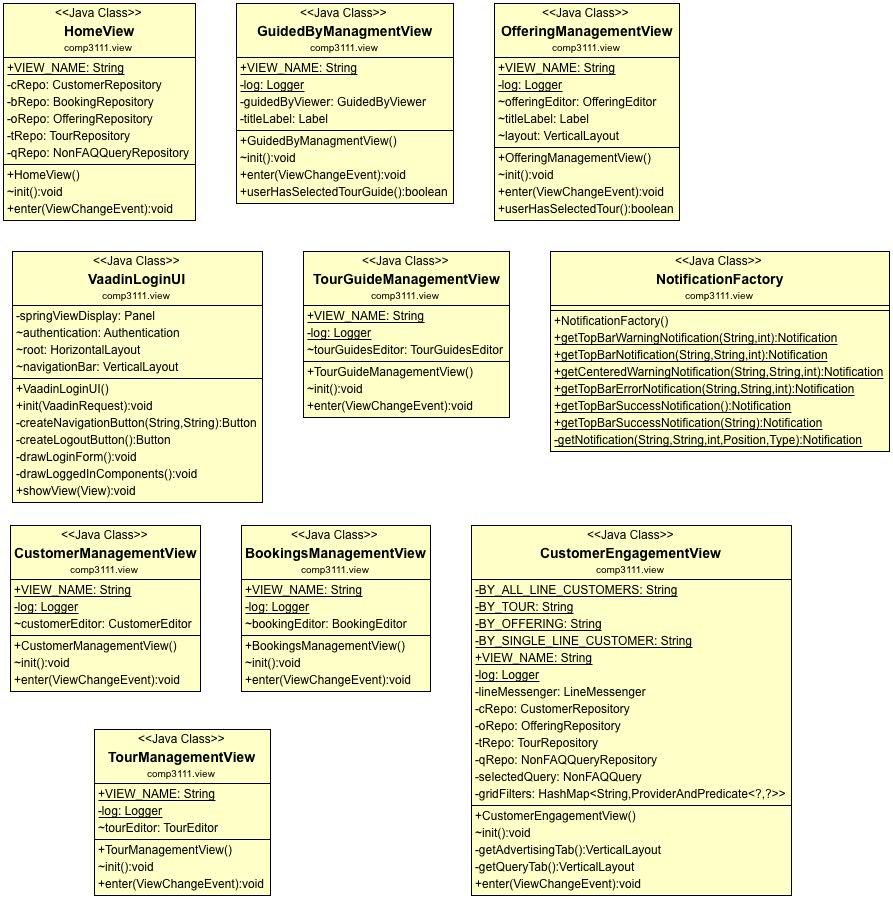 <<Java Class>>
HomeView
comp3111.view
+VIEW_NAME: String
-cRepo: CustomerRepository
-bRepo: BookingRepository
-oRepo: OfferingRepository
-tRepo: TourRepository
-qRepo: NonFAQQueryRepository
+HomeView()
~init():void
+enter(ViewChangeEvent):void
<<Java Class>>
GuidedByManagmentView
comp3111.view
+VIEW_NAME: String
-log: Logger
-guidedByViewer: GuidedByViewer
-titleLabel: Label
+GuidedByManagmentView()
~init():void
+enter(ViewChangeEvent):void
+userHasSelectedTourGuide():boolean
<<Java Class>>
OfferingManagementView
comp3111.view
+VIEW_NAME: String
-log: Logger
~offeringEditor: OfferingEditor
~titleLabel: Label
~layout: VerticalLayout
+OfferingManagementView()
~init():void
+enter(ViewChangeEvent):void
+userHasSelectedTour():boolean
<<Java Class>>
VaadinLoginUI
comp3111.view
-springViewDisplay: Panel
~authentication: Authentication
~root: HorizontalLayout
~navigationBar: VerticalLayout
+VaadinLoginUI()
+init(VaadinRequest):void
-createNavigationButton(String,String):Button
-createLogoutButton():Button
-drawLoginForm():void
-drawLoggedInComponents():void
+showView(View):void
<<Java Class>>
TourGuideManagementView
comp3111.view
+VIEW_NAME: String
-log: Logger
~tourGuidesEditor: TourGuidesEditor
+TourGuideManagementView()
~init():void
+enter(ViewChangeEvent):void
<<Java Class>>
NotificationFactory
comp3111.view
+NotificationFactory()
+getTopBarWarningNotification(String,int):Notification
+getTopBarNotification(String,String,int):Notification
+getCenteredWarningNotification(String,String,int):Notification
+getTopBarErrorNotification(String,String,int):Notification
+getTopBarSuccessNotification():Notification
+getTopBarSuccessNotification(String):Notification
-getNotification(String,String,int,Position,Type):Notification
<<Java Class>>
CustomerManagementView
comp3111.view
+VIEW_NAME: String
-log: Logger
~customerEditor: CustomerEditor
+CustomerManagementView()
~init():void
+enter(ViewChangeEvent):void
<<Java Class>>
BookingsManagementView
comp3111.view
+VIEW_NAME: String
-log: Logger
~bookingEditor: BookingEditor
+BookingsManagementView()
~init():void
+enter(ViewChangeEvent):void
<<Java Class>>
CustomerEngagementView
comp3111.view
-BY_ALL_LINE_CUSTOMERS: String
-BY_TOUR: String
-BY_OFFERING: String
-BY_SINGLE_LINE_CUSTOMER: String
+VIEW_NAME: String
-log: Logger
-lineMessenger: LineMessenger
-cRepo: CustomerRepository
-oRepo: OfferingRepository
-tRepo: TourRepository
-qRepo: NonFAQQueryRepository
-selectedQuery: NonFAQQuery
-gridFilters: HashMap<String,ProviderAndPredicate<?,?>>
+CustomerEngagementView()
~init():void
-getAdvertisingTab():VerticalLayout
-getQueryTab():VerticalLayout
+enter(ViewChangeEvent):void
<<Java Class>>
TourManagementView
comp3111.view
+VIEW_NAME: String
-log: Logger
~tourEditor: TourEditor
+TourManagementView()
~init():void
+enter(ViewChangeEvent):void